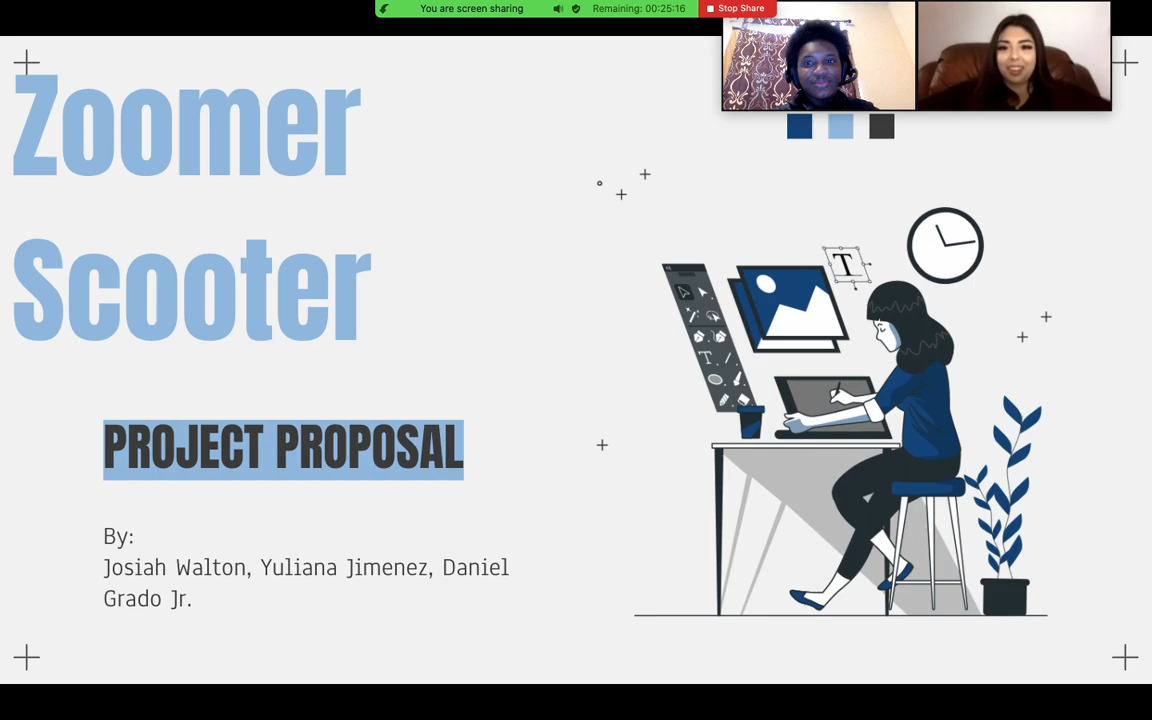 You are screen sharing
Remaining: 00:25:16
Stop Share
Zoomer
Scooter
T
T
PROJECT PROPOSAL
By:
Josiah Walton, Yuliana Jimenez, Daniel
Grado Jr.